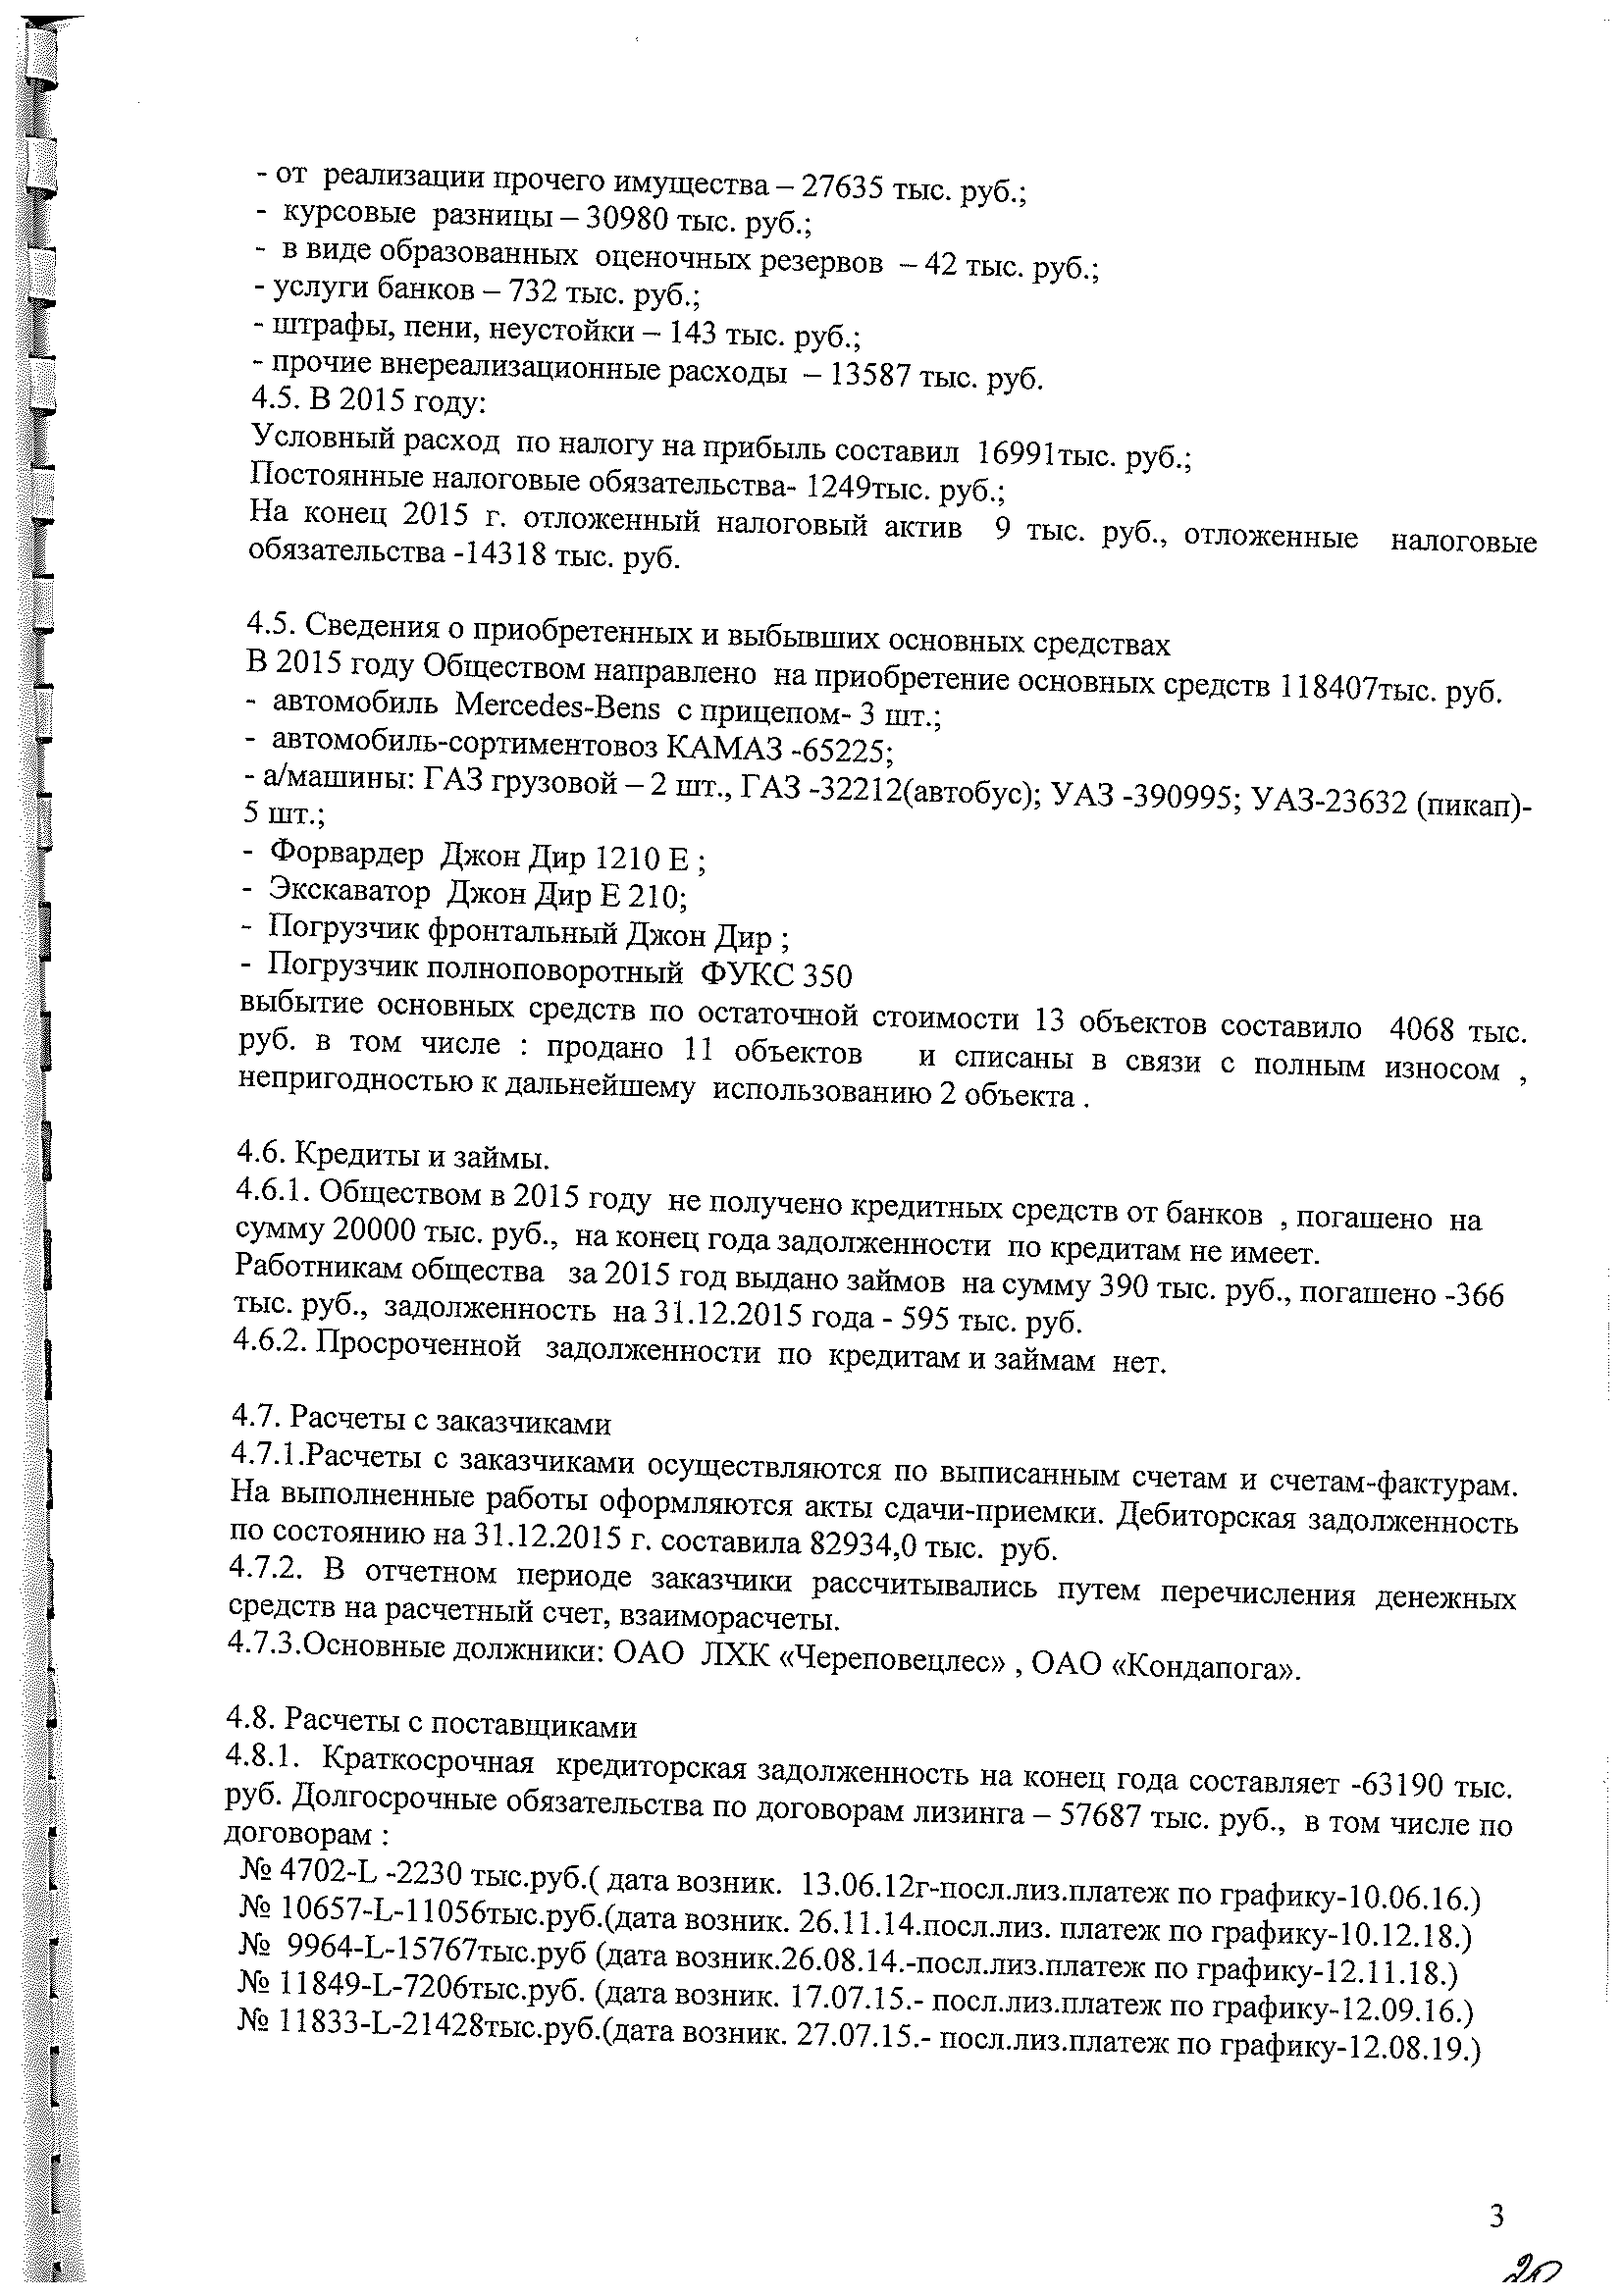 - от  реализации прочего имущества – 27635 тыс. руб.;
-  курсовые  разницы – 30980 тыс. руб.;
-  в виде образованных  оценочных резервов  – 42 тыс. руб.;
- услуги банков – 732 тыс. руб.;
- штрафы, пени, неустойки – 143 тыс. руб.;
- прочие внереализационные расходы  – 13587 тыс. руб.
4.5. В 2015 году:
Условный расход  по налогу на прибыль составил  16991тыс. руб.;
Постоянные налоговые обязательства- 1249тыс. руб.;
На конец 2015 г. отложенный налоговый актив  9 тыс. руб., отложенные  налоговые
обязательства -14318 тыс. руб.

4.5. Сведения о приобретенных и выбывших основных средствах
В 2015 году Обществом направлено  на приобретение основных средств 118407тыс. руб.
-  автомобиль  Mercedes-Bens  с прицепом- 3 шт.;
-  автомобиль-сортиментовоз КАМАЗ -65225;
- а/машины: ГАЗ грузовой – 2 шт., ГАЗ -32212(автобус); УАЗ -390995; УАЗ-23632 (пикап)-
5 шт.;
-  Форвардер  Джон Дир 1210 Е ;
-  Экскаватор  Джон Дир Е 210;
-  Погрузчик фронтальный Джон Дир ;
-  Погрузчик полноповоротный  ФУКС 350
выбытие основных средств по остаточной стоимости 13 объектов составило  4068 тыс.
руб. в том числе : продано 11 объектов   и списаны в связи с полным износом ,
непригодностью к дальнейшему  использованию 2 объекта .

4.6. Кредиты и займы.
4.6.1. Обществом в 2015 году  не получено кредитных средств от банков  , погашено  на
сумму 20000 тыс. руб.,  на конец года задолженности  по кредитам не имеет.
Работникам общества   за 2015 год выдано займов  на сумму 390 тыс. руб., погашено -366
тыс. руб.,  задолженность  на 31.12.2015 года - 595 тыс. руб.
4.6.2. Просроченной   задолженности  по  кредитам и займам  нет.

4.7. Расчеты с заказчиками
4.7.1.Расчеты с заказчиками осуществляются по выписанным счетам и счетам-фактурам.
На выполненные работы оформляются акты сдачи-приемки. Дебиторская задолженность
по состоянию на 31.12.2015 г. составила 82934,0 тыс.  руб.
4.7.2. В отчетном периоде заказчики рассчитывались путем перечисления денежных
средств на расчетный счет, взаиморасчеты.
4.7.3.Основные должники: ОАО  ЛХК «Череповецлес» , ОАО «Кондапога».

4.8. Расчеты с поставщиками
4.8.1.  Краткосрочная  кредиторская задолженность на конец года составляет -63190 тыс.
руб. Долгосрочные обязательства по договорам лизинга – 57687 тыс. руб.,  в том числе по
договорам :
№ 4702-L -2230 тыс.руб.( дата возник.  13.06.12г-посл.лиз.платеж по графику-10.06.16.)
№ 10657-L-11056тыс.руб.(дата возник. 26.11.14.посл.лиз. платеж по графику-10.12.18.)
№  9964-L-15767тыс.руб (дата возник.26.08.14.-посл.лиз.платеж по графику-12.11.18.)
№ 11849-L-7206тыс.руб. (дата возник. 17.07.15.- посл.лиз.платеж по графику-12.09.16.)
№ 11833-L-21428тыс.руб.(дата возник. 27.07.15.- посл.лиз.платеж по графику-12.08.19.)

3
20